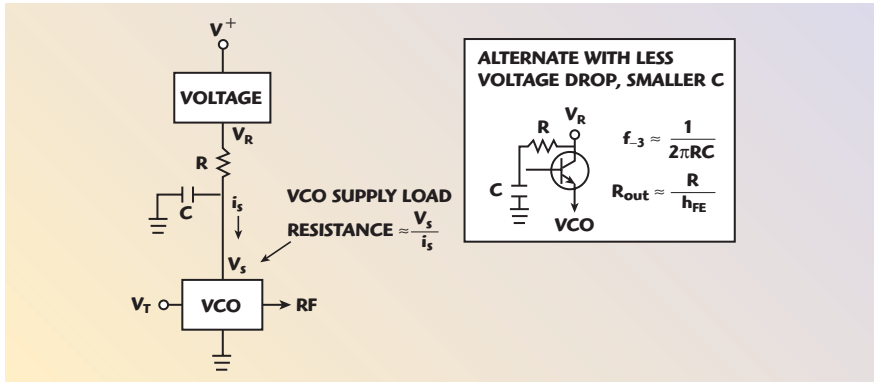 V+
VOLTAGE
VR
R
C
is
VCO SUPPLY LOAD
RESISTANCE ≈ Vs
is
Vs
VT
VCO
RF
ALTERNATE WITH LESS
VOLTAGE DROP, SMALLER C
VR
R
C
VCO
f−3 ≈ 1
2πRC
Rout ≈ R
hFE